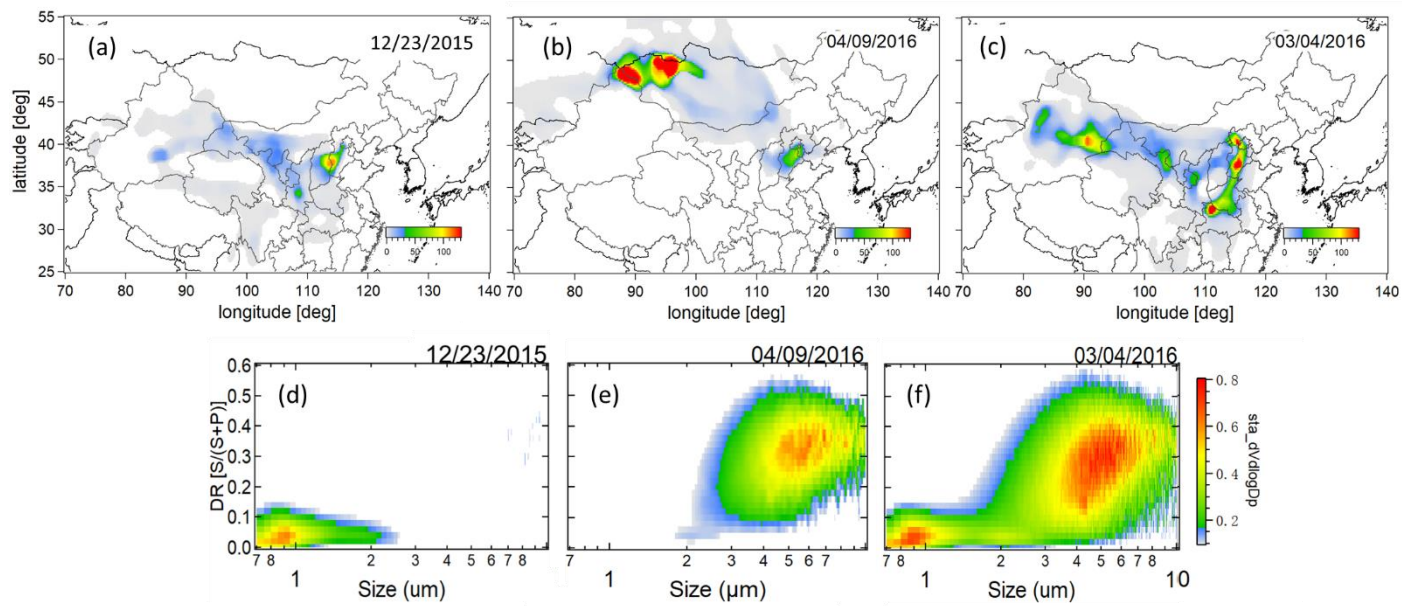 55
50
45
40
35
30
25
latitude [deg]
(a)
12/23/2015
0 50 100
70 80 90 100 110 120 130 140
longitude [deg]
(b)
04/09/2016
0 50 100
70 80 90 100 110 120 130 140
longitude [deg]
(c)
03/04/2016
0 50 100
70 80 90 100 110 120 130 140
longitude [deg]
12/23/2015
04/09/2016
03/04/2016
0.6
0.5
0.4
0.3
0.2
0.1
0.0
DR [S/(S+P)]
(d)
7 8 1 2 3 4 5 6 7 8
Size (um)
(e)
7 1 2 3 4 5 6 7
Size (µm)
(f)
7 8 1 2 3 4 5 6 7 8 10
Size (um)
0.8
0.6
0.4
0.2
sta_dVdlogDp